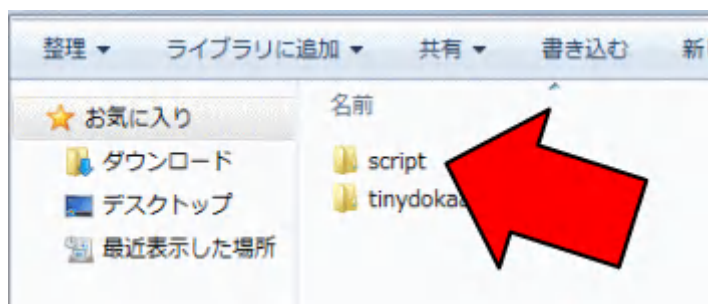 整理 ライブラリに追加 共有 書き込む 新
お気に入り
ダウンロード
デスクトップ
最近表示した場所
名前
script